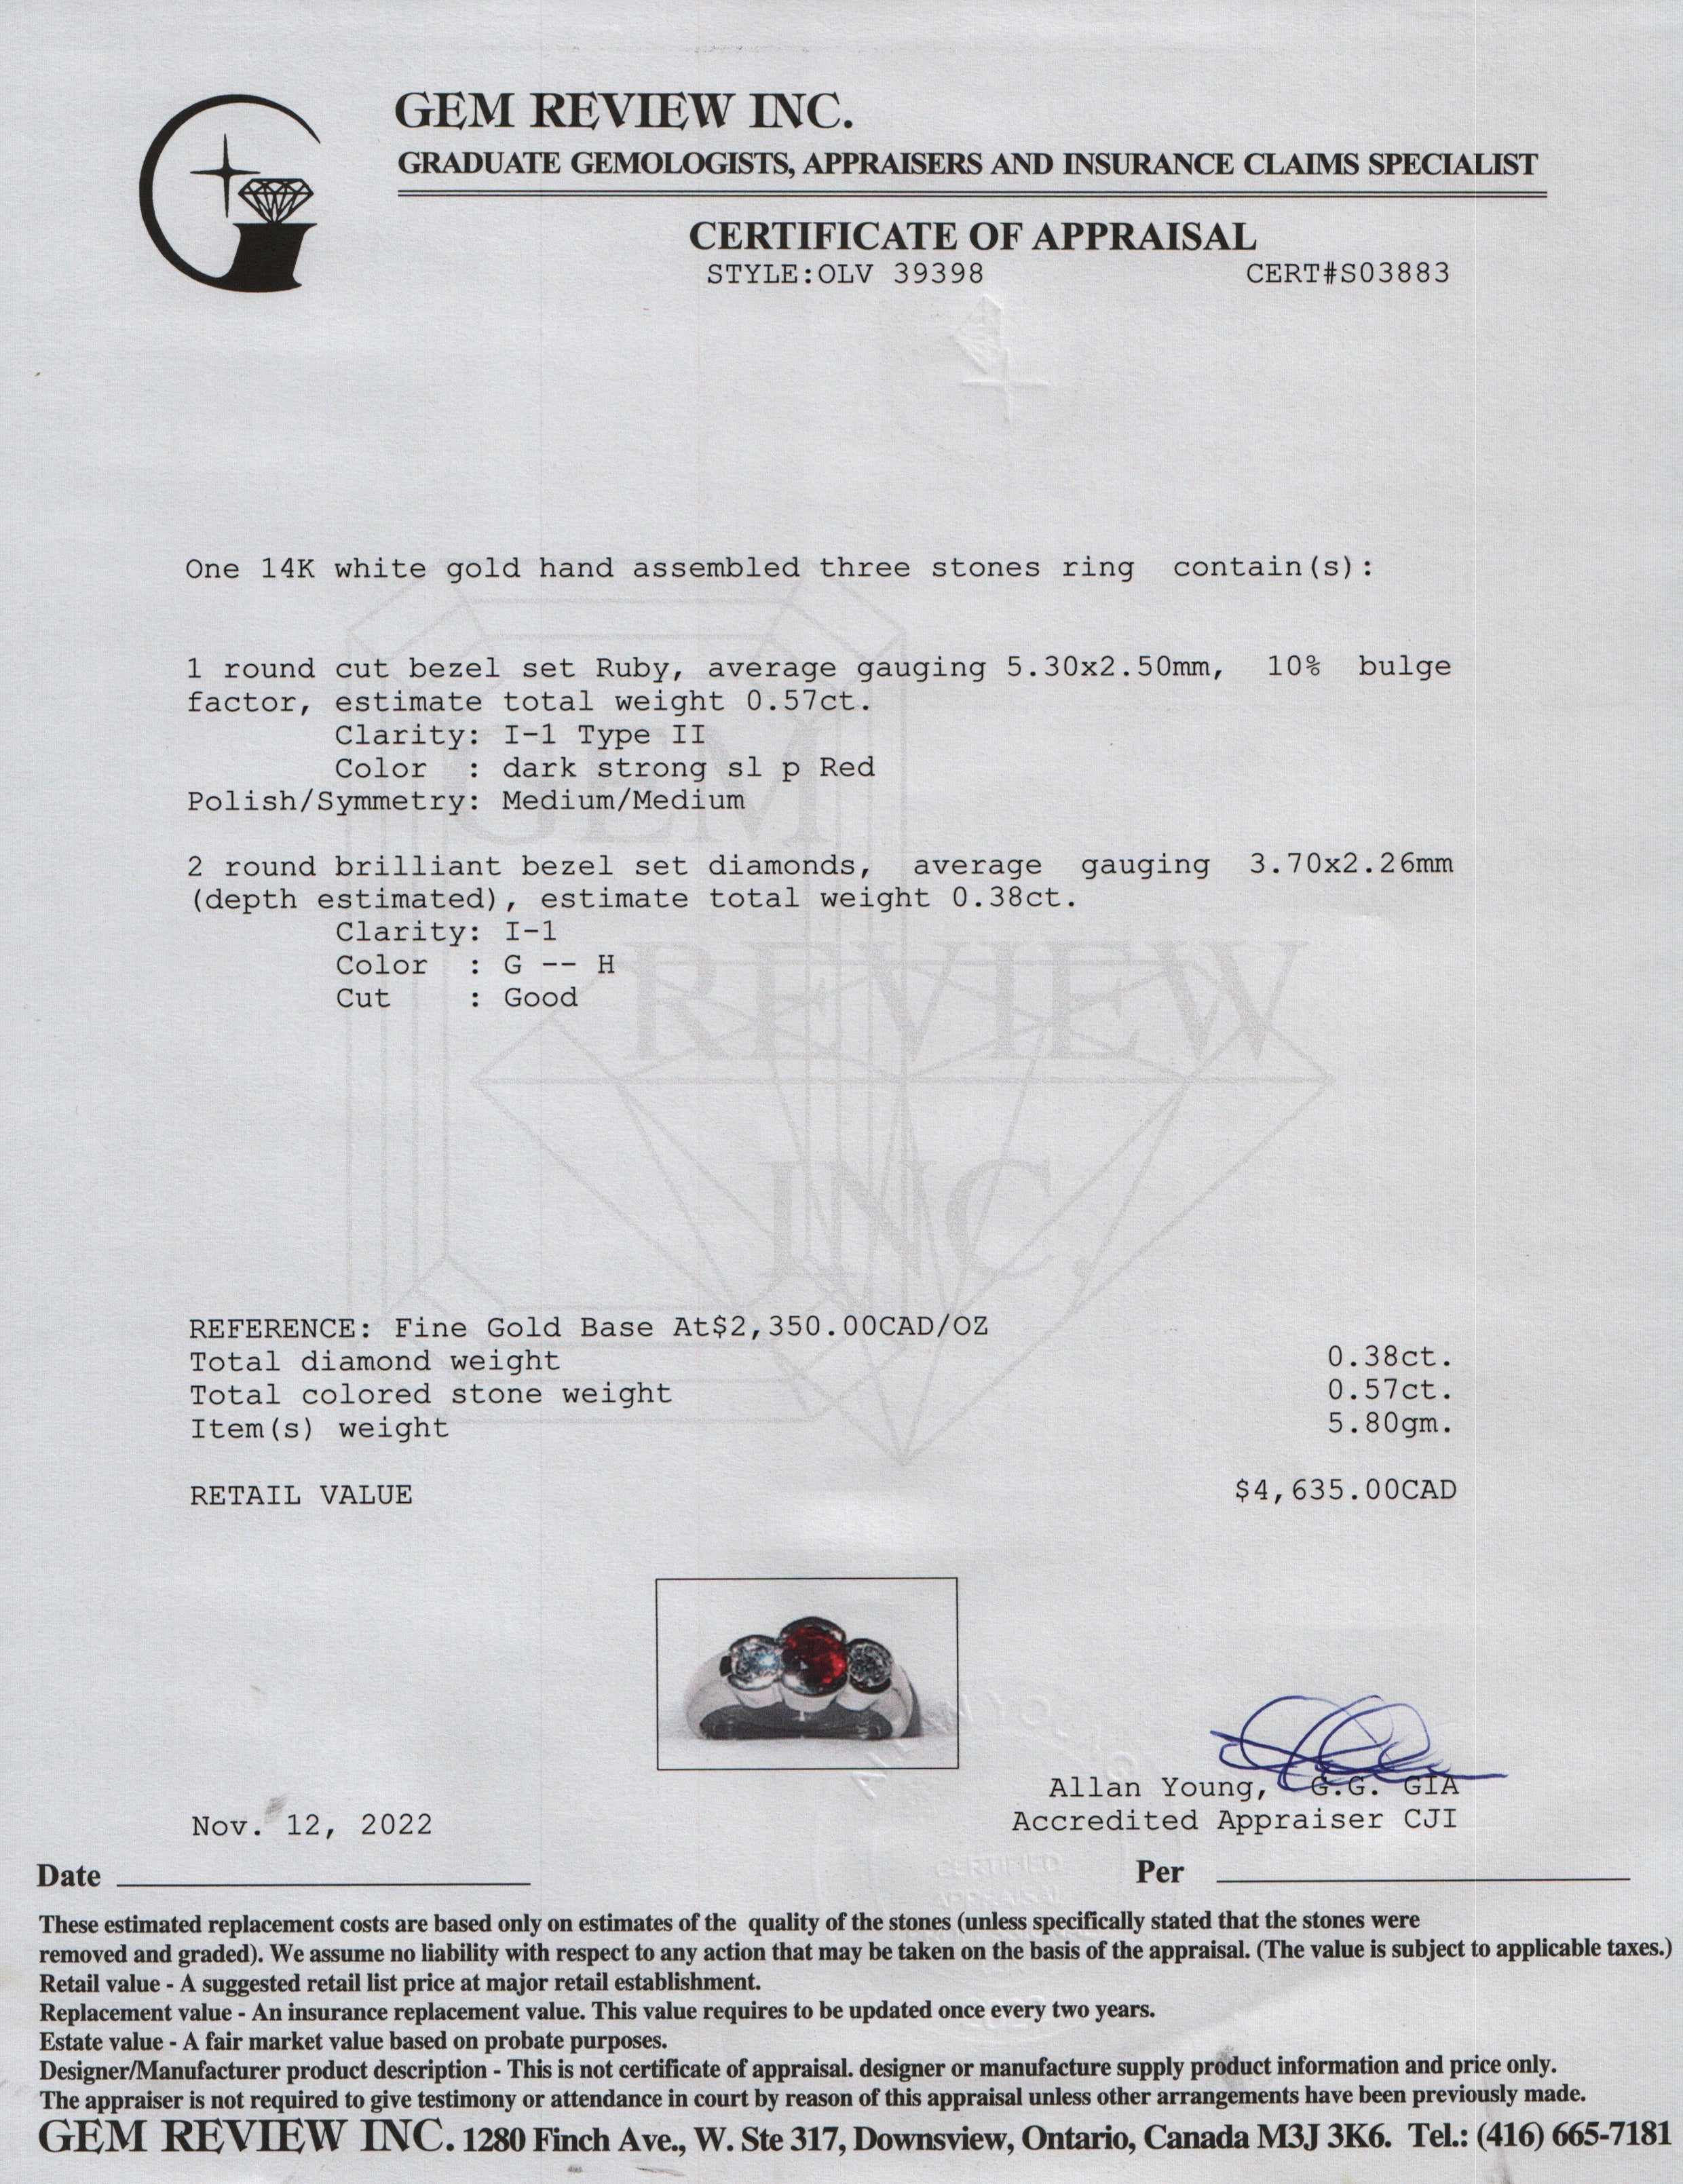 GEM REVIEW INC.
GRADUATE GEMOLOGISTS, APPRAISERS AND INSURANCE CLAIMS SPECIALIST
CERTIFICATE OF APPRAISAL
STYLE:OLV 39398 CERT#S03883
One 14K white gold hand assembled three stones ring contain(s):
1 round cut bezel set Ruby, average gauging 5.30x2.50mm, 10% bulge
factor, estimate total weight 0.57ct.
Clarity: I-1 Type II
Color : dark strong sl p Red
Polish/Symmetry: Medium/Medium
2 round brilliant bezel set diamonds, average gauging 3.70x2.26mm
(depth estimated), estimate total weight 0.38ct.
Clarity: I-1
Color : G -- H
Cut : Good
GEM
REVIEW
INC.
REFERENCE: Fine Gold Base At$2,350.00CAD/OZ
Total diamond weight 0.38ct.
Total colored stone weight 0.57ct.
Item(s) weight 5.80gm.
RETAIL VALUE $4,635.00CAD
Allan Young, G.G. GIA
Accredited Appraiser CJI
Nov. 12, 2022
CERTIFIED
APPRAISAL
Date Per
These estimated replacement costs are based only on estimates of the quality of the stones (unless specifically stated that the stones were
removed and graded). We assume no liability with respect to any action that may be taken on the basis of the appraisal. (The value is subject to applicable taxes.)
Retail value - A suggested retail list price at major retail establishment.
Replacement value - An insurance replacement value. This value requires to be updated once every two years.
Estate value - A fair market value based on probate purposes.
Designer/Manufacturer product description - This is not certificate of appraisal. designer or manufacture supply product information and price only.
The appraiser is not required to give testimony or attendance in court by reason of this appraisal unless other arrangements have been previously made.
GEM REVIEW INC. 1280 Finch Ave., W. Ste 317, Downsview, Ontario, Canada M3J 3K6. Tel.: (416) 665-7181